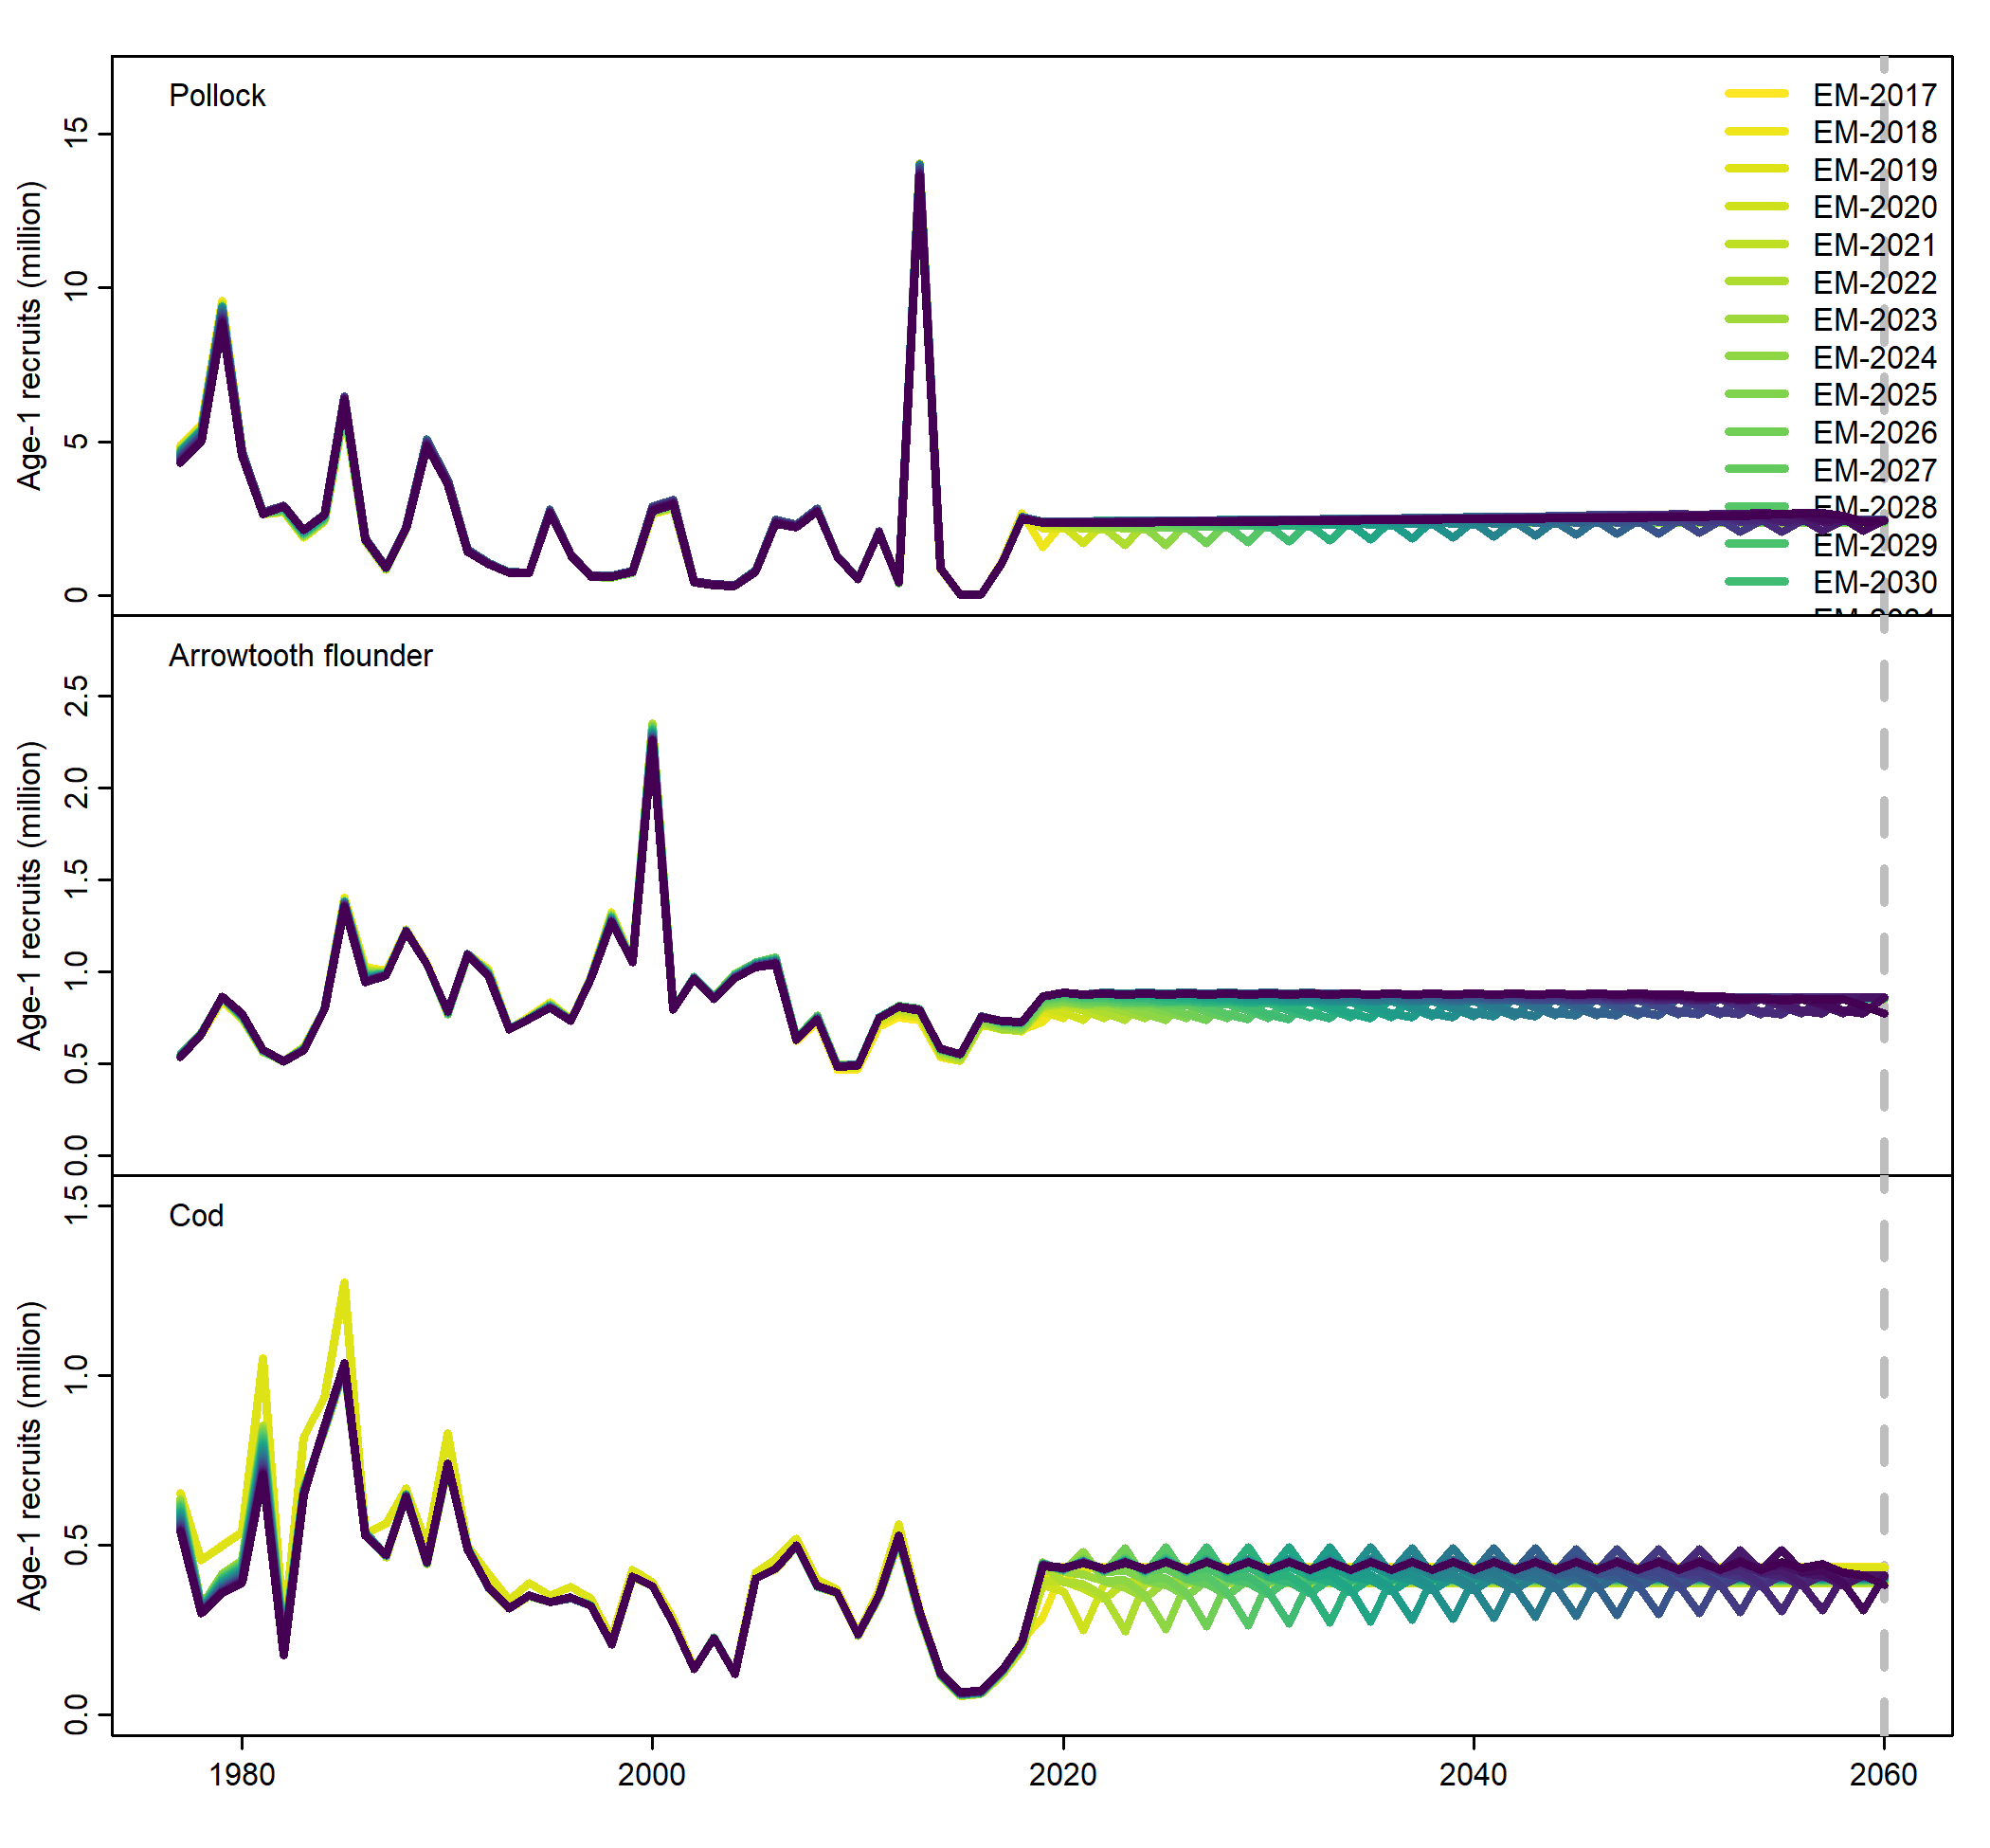 Pollock
EM-2017
EM-2018
EM-2019
EM-2020
EM-2021
EM-2022
EM-2023
EM-2024
EM-2025
EM-2026
EM-2027
EM-2028
EM-2029
EM-2030
Age-1 recruits (million)
15
10
5
0
Arrowtooth flounder
Age-1 recruits (million)
2.5
2.0
1.5
1.0
0.5
0.0
Cod
Age-1 recruits (million)
1.5
1.0
0.5
0.0
1980 2000 2020 2040 2060